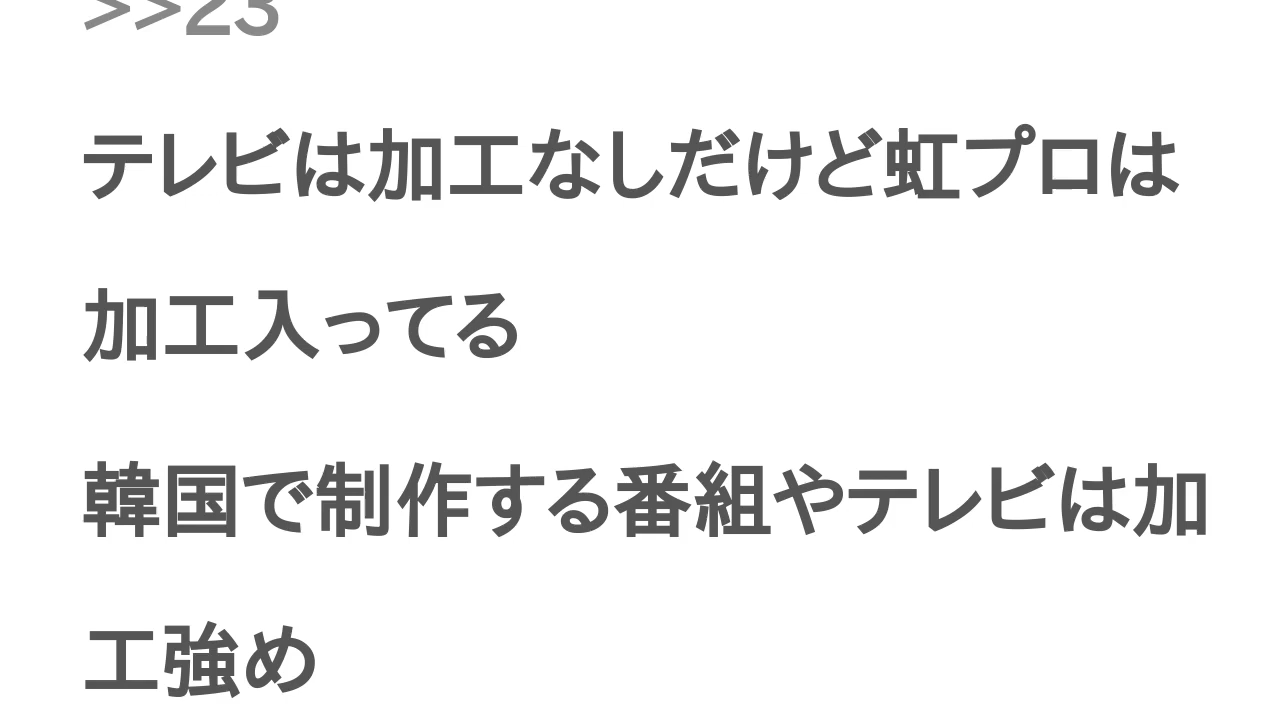 >>23
テレビは加工なしだけど虹プロは
加工入ってる
韓国で制作する番組やテレビは加
工強め